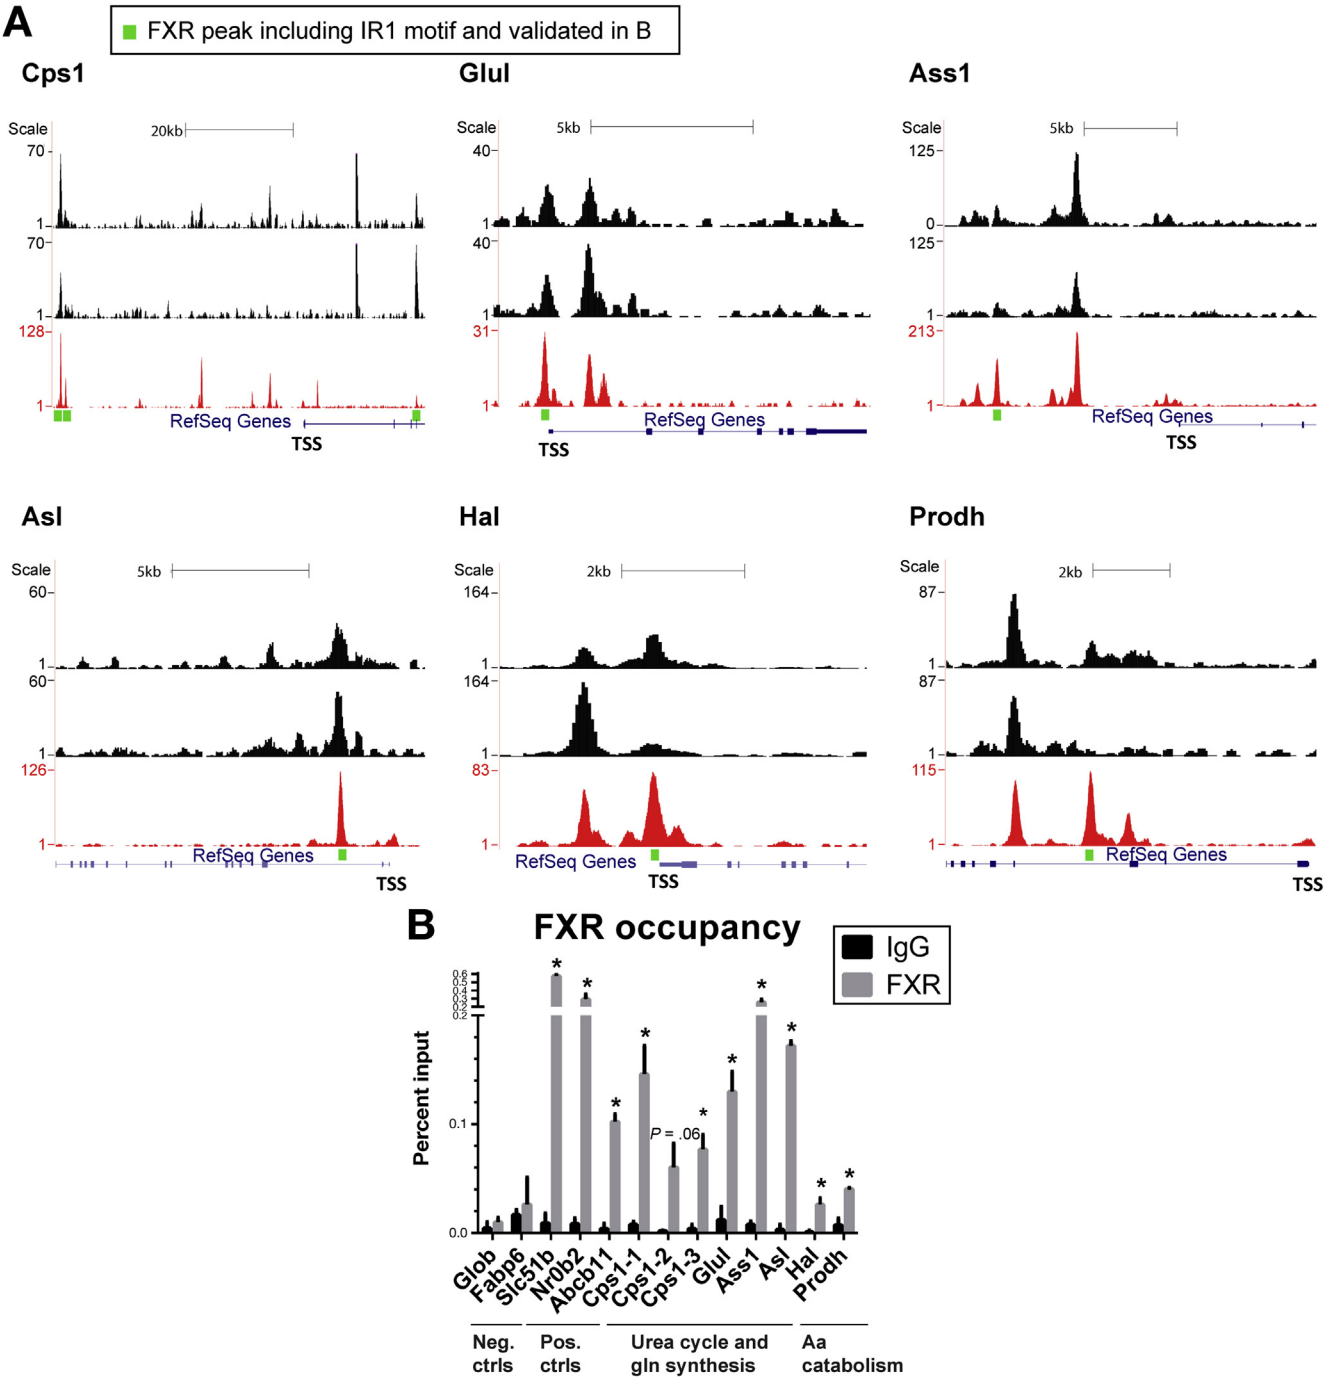 A
FXR peak including IR1 motif and validated in B
Cps1
Scale
20kb
70
1
70
1
128
1
RefSeq Genes
TSS
Glul
Scale
5kb
40
1
40
1
31
1
RefSeq Genes
TSS
Ass1
Scale
5kb
125
0
125
1
213
1
RefSeq Genes
TSS
Asl
Scale
5kb
60
1
60
1
126
1
RefSeq Genes
TSS
Hal
Scale
2kb
164
1
164
1
83
1
RefSeq Genes
TSS
Prodh
Scale
2kb
87
1
87
1
115
1
RefSeq Genes
TSS
B
FXR occupancy
IgG
FXR
Percent input
0.6
0.5
0.4
0.3
0.2
0.2
0.1
0.0
* * * * P = .06 * * * * * *
Glob
Fabp6
Slc51b
Nr0b2
Abcb11
Cps1-1
Cps1-2
Cps1-3
Glul
Ass1
Asl
Hal
Prodh
Neg. ctrls
Pos. ctrls
Urea cycle and gln synthesis
Aa catabolism